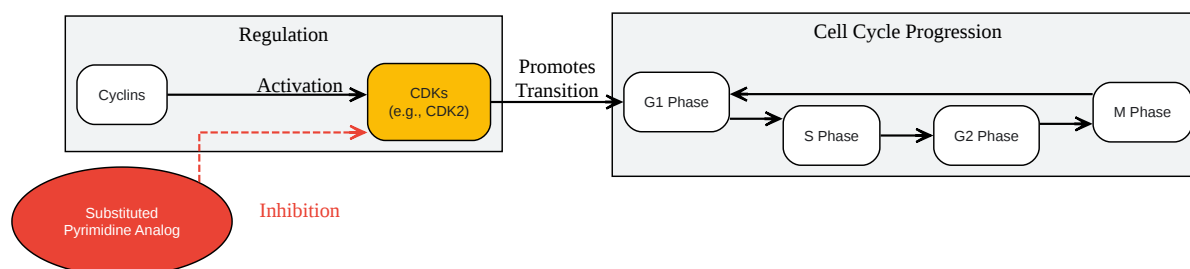 Regulation
Cyclins
Activation
CDKs
(e.g., CDK2)
Promotes
Transition
Cell Cycle Progression
G1 Phase
S Phase
G2 Phase
M Phase
Substituted
Pyrimidine Analog
Inhibition